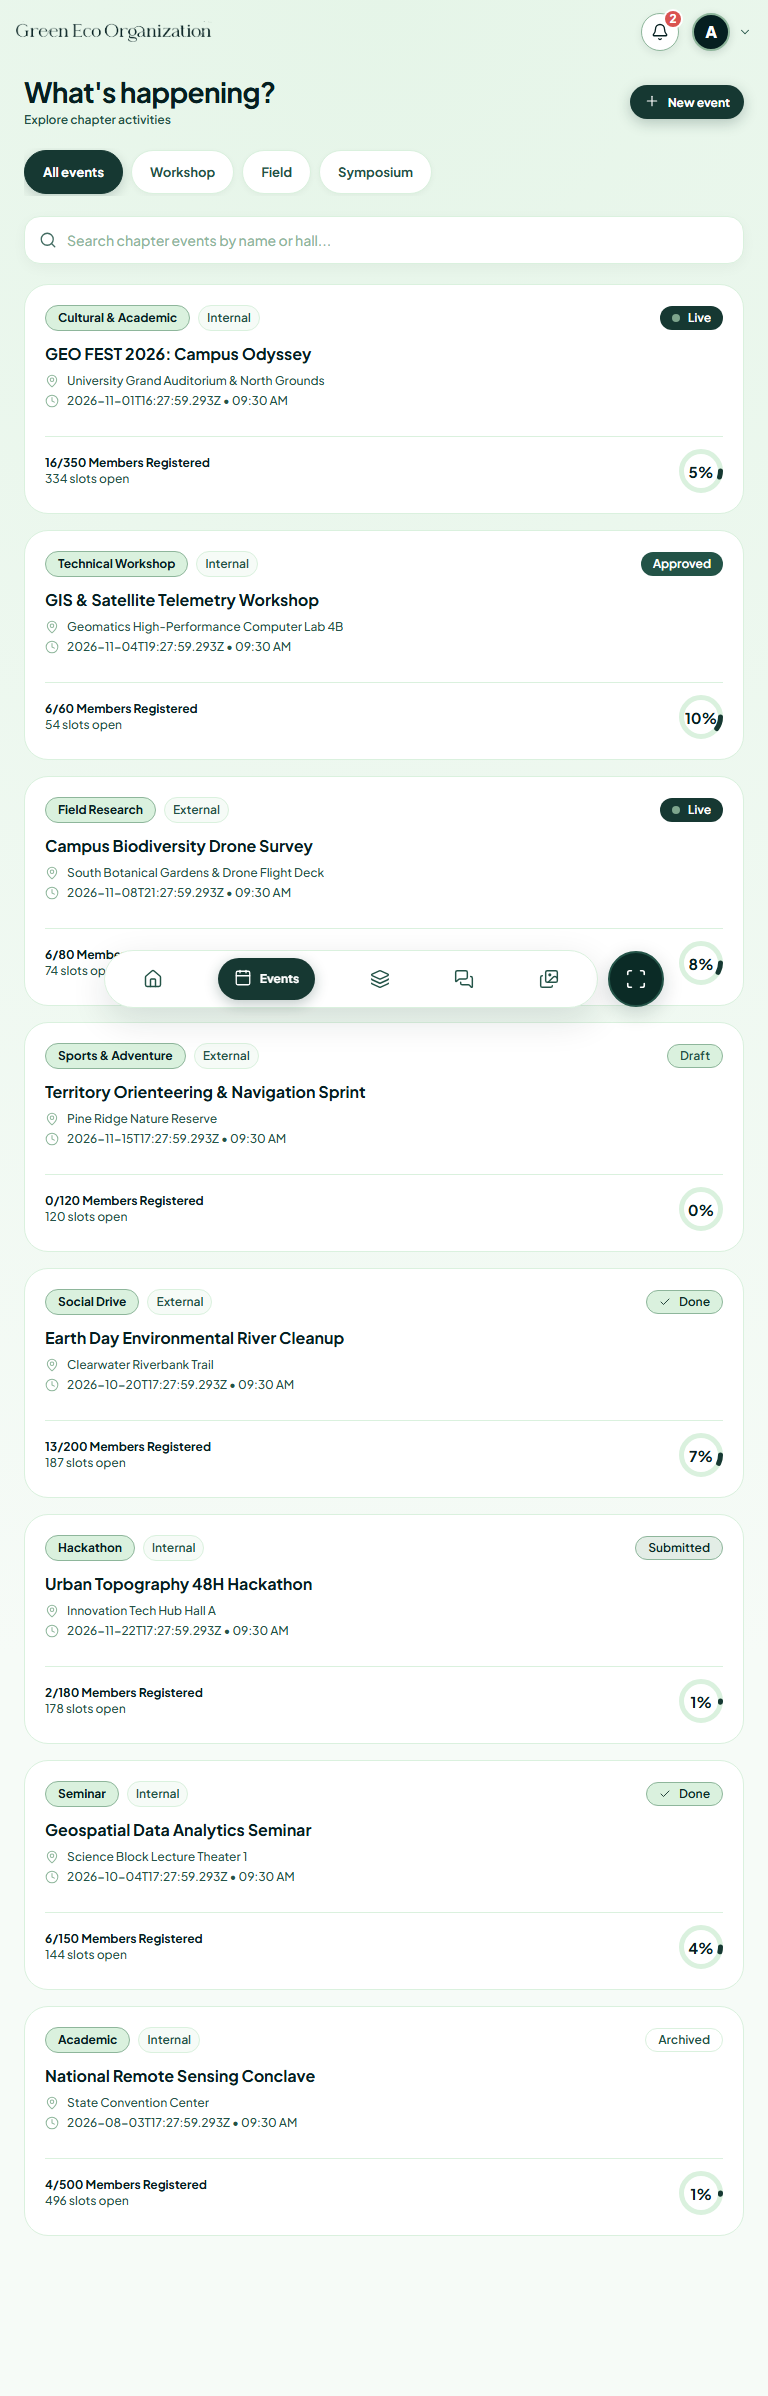 Green Eco Organization
2
A
What's happening?
Explore chapter activities
New event
All events
Workshop
Field
Symposium
Search chapter events by name or hall...
Cultural & Academic
Internal
Live
GEO FEST 2026: Campus Odyssey
University Grand Auditorium & North Grounds
2026-11-01T16:27:59.293Z • 09:30 AM
16/350 Members Registered
334 slots open
5%
Technical Workshop
Internal
Approved
GIS & Satellite Telemetry Workshop
Geomatics High-Performance Computer Lab 4B
2026-11-04T19:27:59.293Z • 09:30 AM
6/60 Members Registered
54 slots open
10%
Field Research
External
Live
Campus Biodiversity Drone Survey
South Botanical Gardens & Drone Flight Deck
2026-11-08T21:27:59.293Z • 09:30 AM
6/80 Membe
74 slots op
8%
Events
Sports & Adventure
External
Draft
Territory Orienteering & Navigation Sprint
Pine Ridge Nature Reserve
2026-11-15T17:27:59.293Z • 09:30 AM
0/120 Members Registered
120 slots open
0%
Social Drive
External
Done
Earth Day Environmental River Cleanup
Clearwater Riverbank Trail
2026-10-20T17:27:59.293Z • 09:30 AM
13/200 Members Registered
187 slots open
7%
Hackathon
Internal
Submitted
Urban Topography 48H Hackathon
Innovation Tech Hub Hall A
2026-11-22T17:27:59.293Z • 09:30 AM
2/180 Members Registered
178 slots open
1%
Seminar
Internal
Done
Geospatial Data Analytics Seminar
Science Block Lecture Theater 1
2026-10-04T17:27:59.293Z • 09:30 AM
6/150 Members Registered
144 slots open
4%
Academic
Internal
Archived
National Remote Sensing Conclave
State Convention Center
2026-08-03T17:27:59.293Z • 09:30 AM
4/500 Members Registered
496 slots open
1%